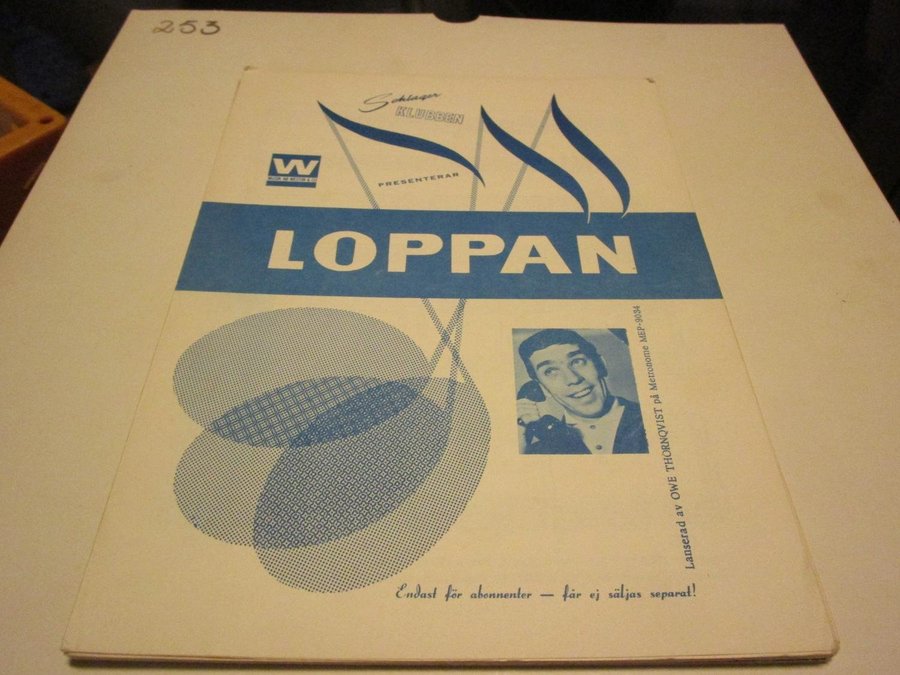 253
Schlager
KLUBBEN
PRESENTERAR
W
LOPPAN
Lanserad av OWE THORNQVIST på Metronome MEP-9034
Endast för abonnenter — får ej säljas separat!